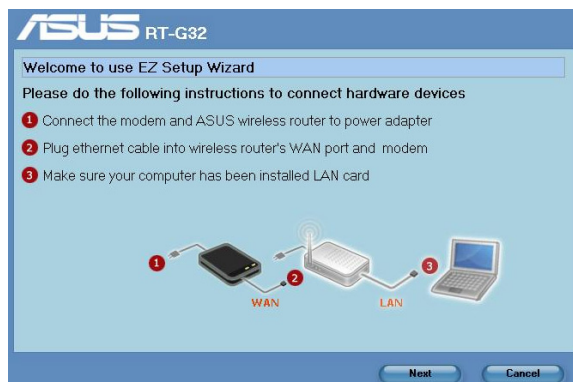 ASUS RT-G32
Welcome to use EZ Setup Wizard
Please do the following instructions to connect hardware devices
1 Connect the modem and ASUS wireless router to power adapter
2 Plug ethernet cable into wireless router's WAN port and modem
3 Make sure your computer has been installed LAN card
1
2
3
WAN
LAN
Next
Cancel